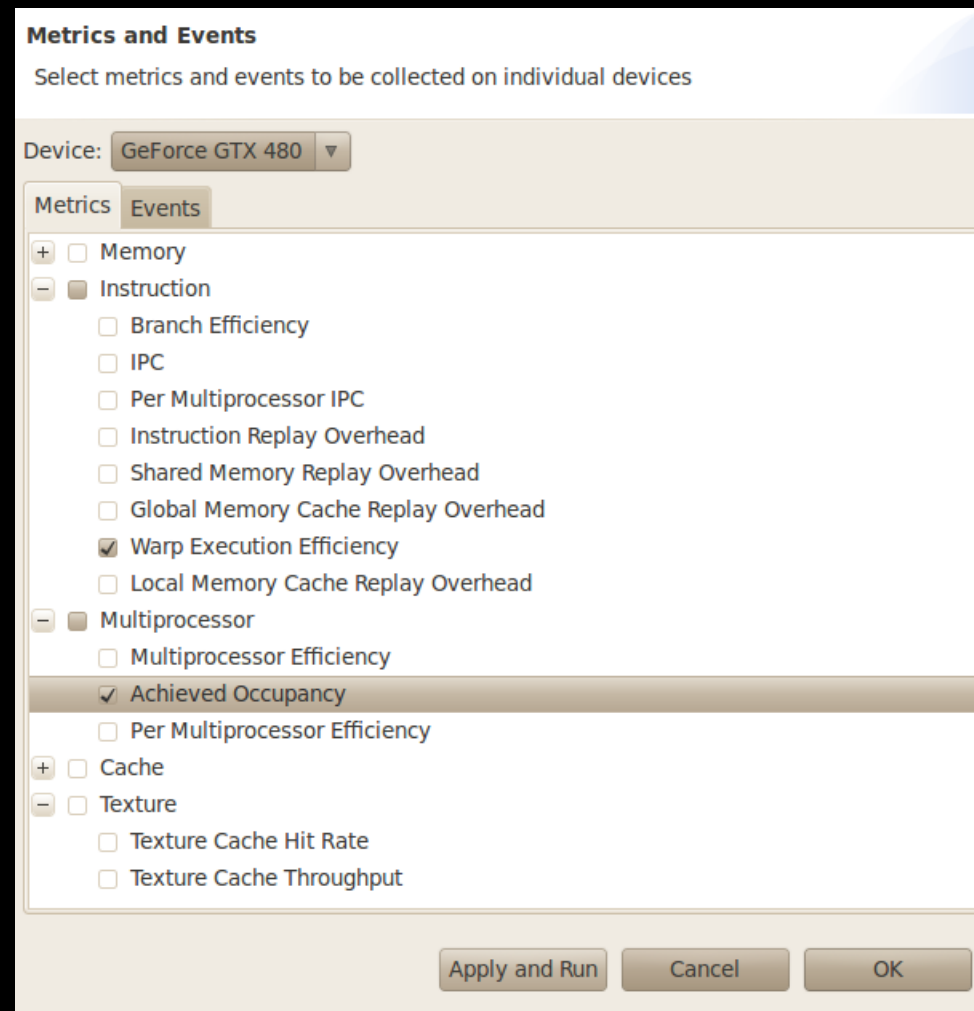 Metrics and Events
Select metrics and events to be collected on individual devices
Device: GeForce GTX 480
Metrics Events
Memory
Instruction
Branch Efficiency
IPC
Per Multiprocessor IPC
Instruction Replay Overhead
Shared Memory Replay Overhead
Global Memory Cache Replay Overhead
Warp Execution Efficiency
Local Memory Cache Replay Overhead
Multiprocessor
Multiprocessor Efficiency
Achieved Occupancy
Per Multiprocessor Efficiency
Cache
Texture
Texture Cache Hit Rate
Texture Cache Throughput
Apply and Run Cancel OK